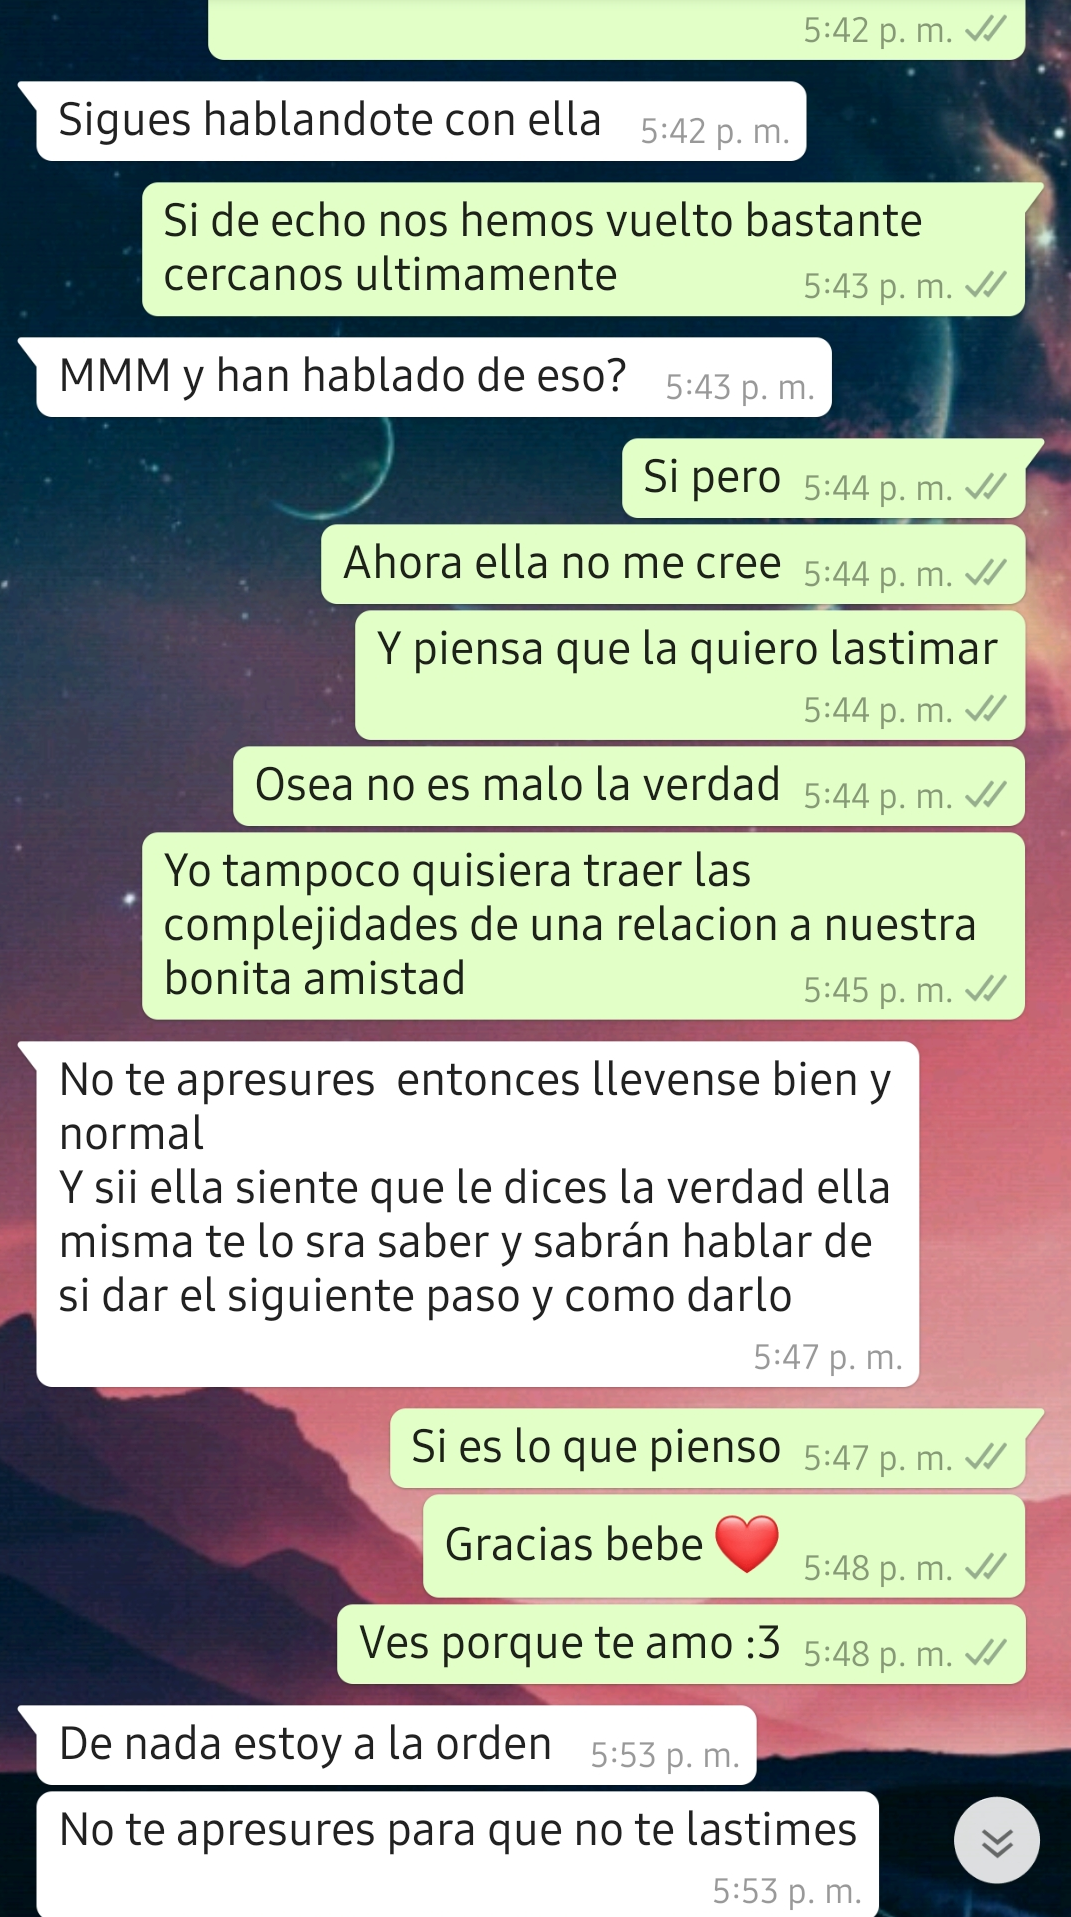 5:42 p. m.
Sigues hablandote con ella 5:42 p. m.
Si de echo nos hemos vuelto bastante
cercanos ultimamente 5:43 p. m.
MMM y han hablado de eso? 5:43 p. m.
Si pero 5:44 p. m.
Ahora ella no me cree 5:44 p. m.
Y piensa que la quiero lastimar
5:44 p. m.
Osea no es malo la verdad 5:44 p. m.
Yo tampoco quisiera traer las
complejidades de una relacion a nuestra
bonita amistad 5:45 p. m.
No te apresures  entonces llevense bien y
normal
Y sii ella siente que le dices la verdad ella
misma te lo sra saber y sabrán hablar de
si dar el siguiente paso y como darlo
5:47 p. m.
Si es lo que pienso 5:47 p. m.
Gracias bebe ❤️ 5:48 p. m.
Ves porque te amo :3 5:48 p. m.
De nada estoy a la orden 5:53 p. m.
No te apresures para que no te lastimes
5:53 p. m.